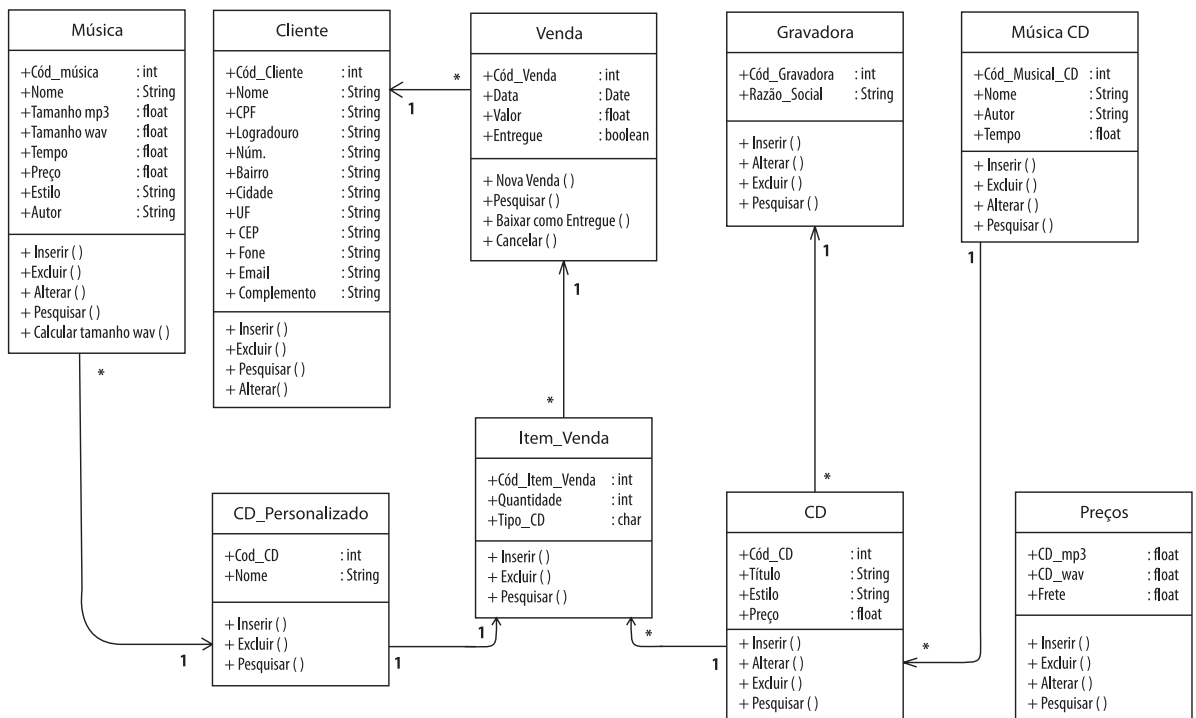 Música
+Cód_música : int
+Nome : String
+Tamanho mp3 : float
+Tamanho wav : float
+Tempo : float
+Preço : float
+Estilo : String
+Autor : String
+ Inserir ( )
+Excluir ( )
+ Alterar ( )
+ Pesquisar ( )
+ Calcular tamanho wav ( )
*
Cliente
+Cód_Cliente : int
+Nome : String
+CPF : String
+Logradouro : String
+Núm. : String
+Bairro : String
+Cidade : String
+UF : String
+ CEP : String
+ Fone : String
+ Email : String
+ Complemento : String
+ Inserir ( )
+Excluir ( )
+ Pesquisar ( )
+ Alterar( )
1
*
Venda
+Cód_Venda : int
+Data : Date
+Valor : float
+Entregue : boolean
+ Nova Venda ( )
+Pesquisar ( )
+ Baixar como Entregue ( )
+ Cancelar ( )
1
*
Gravadora
+Cód_Gravadora : int
+Razão_Social : String
+ Inserir ( )
+ Alterar ( )
+ Excluir ( )
+ Pesquisar ( )
1
*
Música CD
+Cód_Musical_CD : int
+Nome : String
+Autor : String
+Tempo : float
+ Inserir ( )
+ Excluir ( )
+ Alterar ( )
+ Pesquisar ( )
1
*
CD_Personalizado
+Cod_CD : int
+Nome : String
+ Inserir ( )
+ Excluir ( )
+ Pesquisar ( )
1
1
1
Item_Venda
+Cód_Item_Venda : int
+Quantidade : int
+Tipo_CD : char
+ Inserir ( )
+ Excluir ( )
+ Pesquisar ( )
*
1
CD
+Cód_CD : int
+Título : String
+Estilo : String
+Preço : float
+ Inserir ( )
+ Alterar ( )
+ Excluir ( )
+ Pesquisar ( )
*
Preços
+CD_mp3 : float
+CD_wav : float
+Frete : float
+ Inserir ( )
+ Excluir ( )
+ Alterar ( )
+ Pesquisar ( )